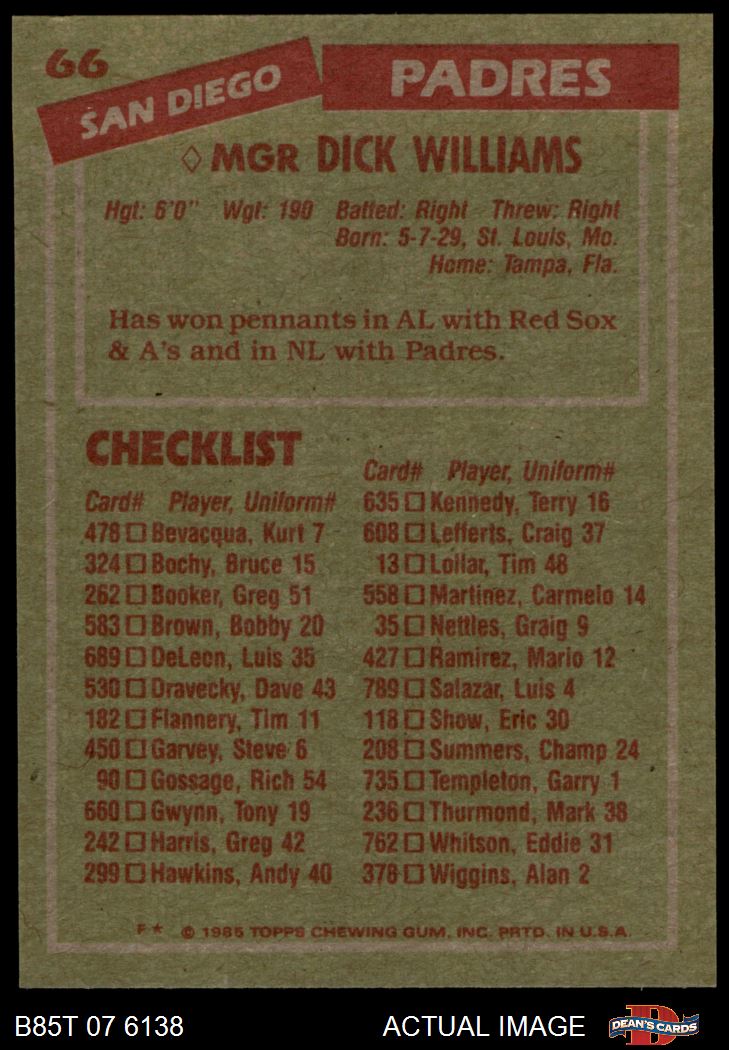 66
SAN DIEGO PADRES
◇ MGR DICK WILLIAMS
Hgt: 6'0" Wgt: 190 Batted: Right Threw: Right
Born: 5-7-29, St. Louis, Mo.
Home: Tampa, Fla.
Has won pennants in AL with Red Sox
& A's and in NL with Padres.
CHECKLIST
Card# Player, Uniform#
478 ☐ Bevacqua, Kurt 7
324 ☐ Bochy, Bruce 15
262 ☐ Booker, Greg 51
583 ☐ Brown, Bobby 20
689 ☐ DeLeon, Luis 35
530 ☐ Dravecky, Dave 43
182 ☐ Flannery, Tim 11
450 ☐ Garvey, Steve 6
90 ☐ Gossage, Rich 54
660 ☐ Gwynn, Tony 19
242 ☐ Harris, Greg 42
299 ☐ Hawkins, Andy 40
Card# Player, Uniform#
635 ☐ Kennedy, Terry 16
608 ☐ Lefferts, Craig 37
13 ☐ Lollar, Tim 48
558 ☐ Martinez, Carmelo 14
35 ☐ Nettles, Graig 9
427 ☐ Ramirez, Mario 12
789 ☐ Salazar, Luis 4
118 ☐ Show, Eric 30
208 ☐ Summers, Champ 24
735 ☐ Templeton, Garry 1
236 ☐ Thurmond, Mark 38
762 ☐ Whitson, Eddie 31
378 ☐ Wiggins, Alan 2
F★ © 1985 TOPPS CHEWING GUM, INC. PRTD. IN U.S.A.
B85T 07 6138 ACTUAL IMAGE D DEAN'S CARDS